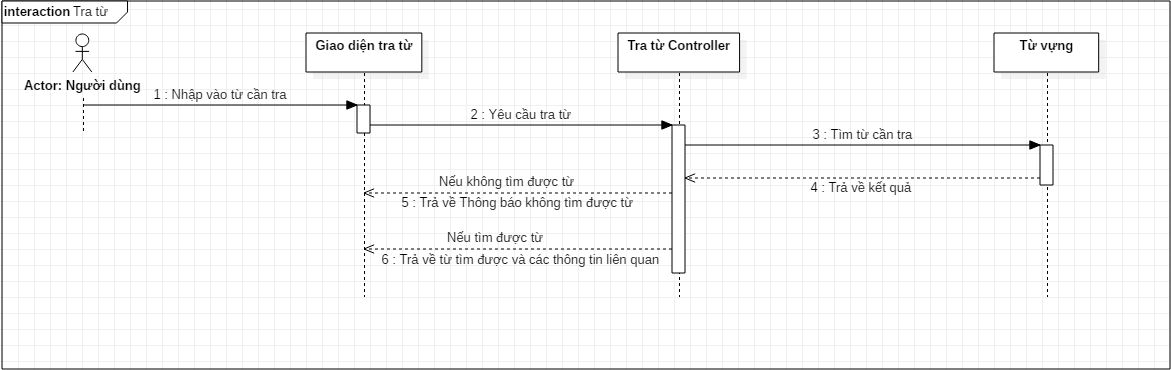 interaction Tra từ
Giao diện tra từ
Tra từ Controller
Từ vựng
Actor: Người dùng
1 : Nhập vào từ cần tra
2 : Yêu cầu tra từ
3 : Tìm từ cần tra
4 : Trả về kết quả
Nếu không tìm được từ
5 : Trả về Thông báo không tìm được từ
Nếu tìm được từ
6 : Trả về từ tìm được và các thông tin liên quan